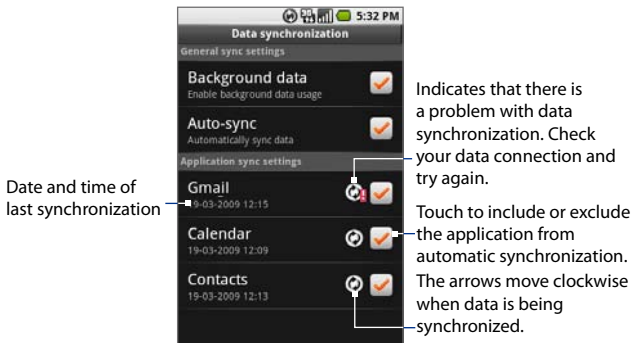 5:32 PM
Data synchronization
General sync settings
Background data
Enable background data usage
Auto-sync
Automatically sync data
Application sync settings
Gmail
19-03-2009 12:15
Calendar
19-03-2009 12:09
Contacts
19-03-2009 12:13
Date and time of
last synchronization
Indicates that there is
a problem with data
synchronization. Check
your data connection and
try again.
Touch to include or exclude
the application from
automatic synchronization.
The arrows move clockwise
when data is being
synchronized.